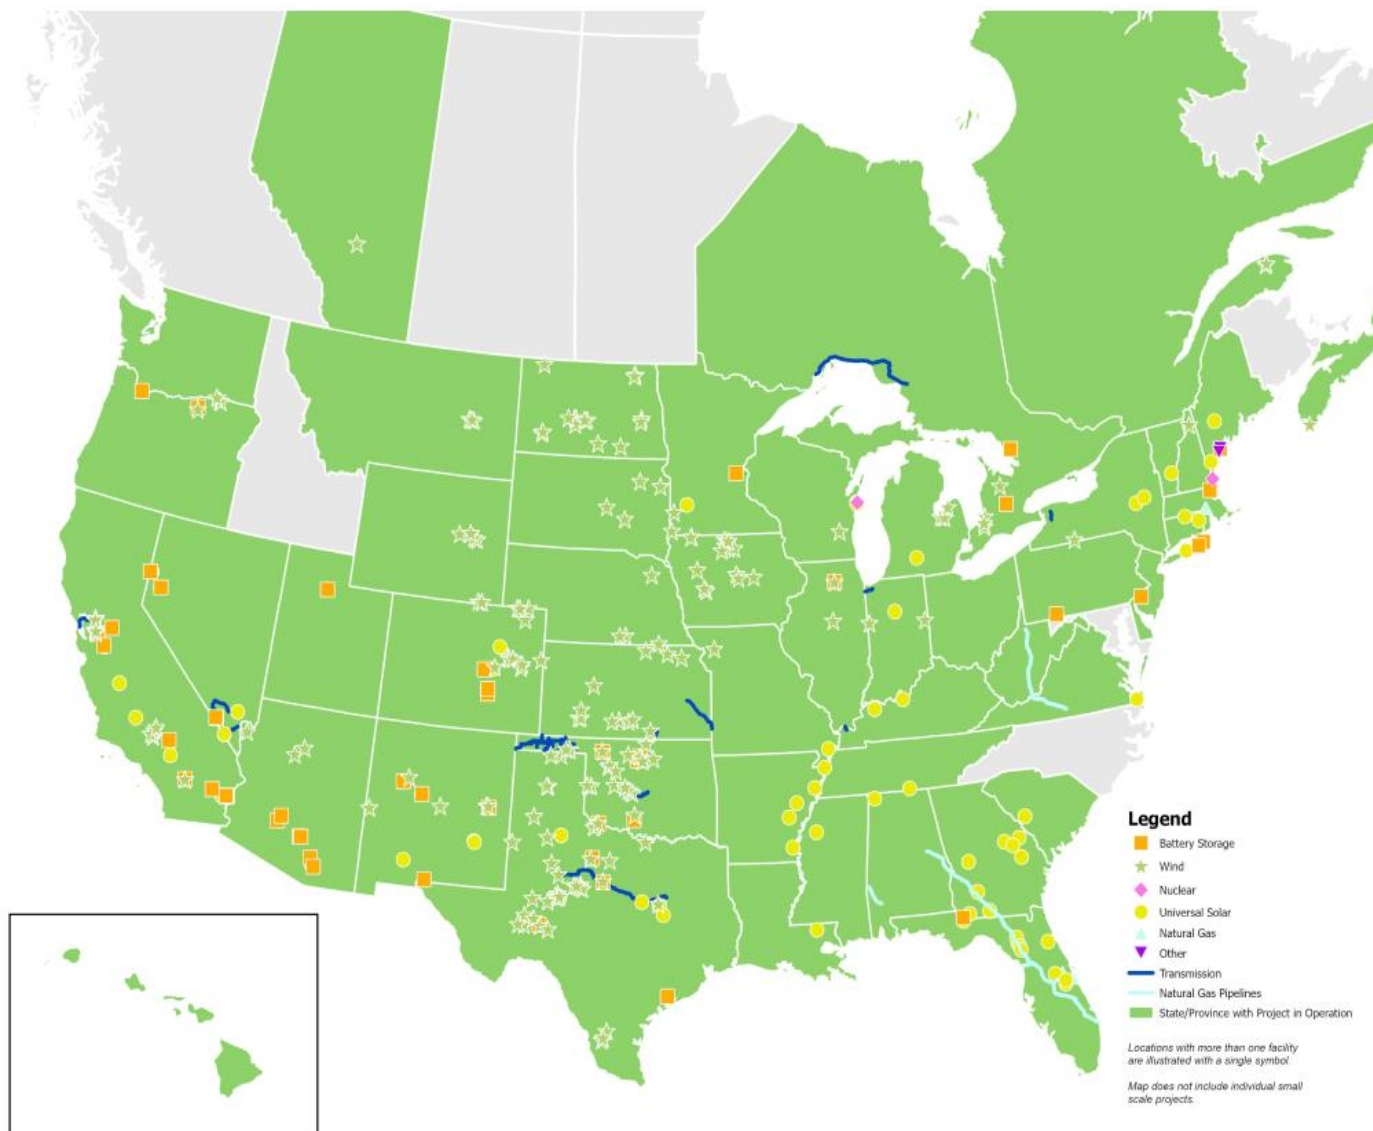 Legend
Battery Storage
Wind
Nuclear
Universal Solar
Natural Gas
Other
Transmission
Natural Gas Pipelines
State/Province with Project in Operation
Locations with more than one facility
are illustrated with a single symbol.
Map does not include individual small
scale projects.